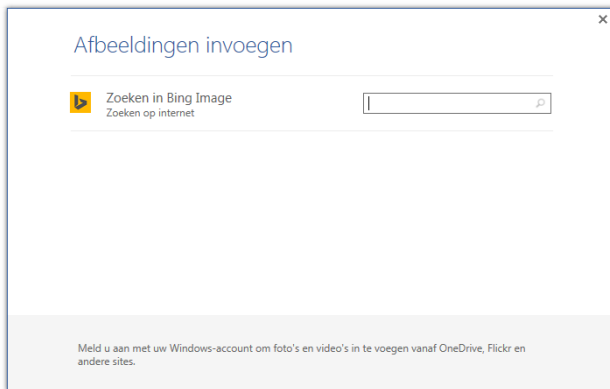 Afbeeldingen invoegen
Zoeken in Bing Image
Zoeken op internet
Meld u aan met uw Windows-account om foto's en video's in te voegen vanaf OneDrive, Flickr en
andere sites.